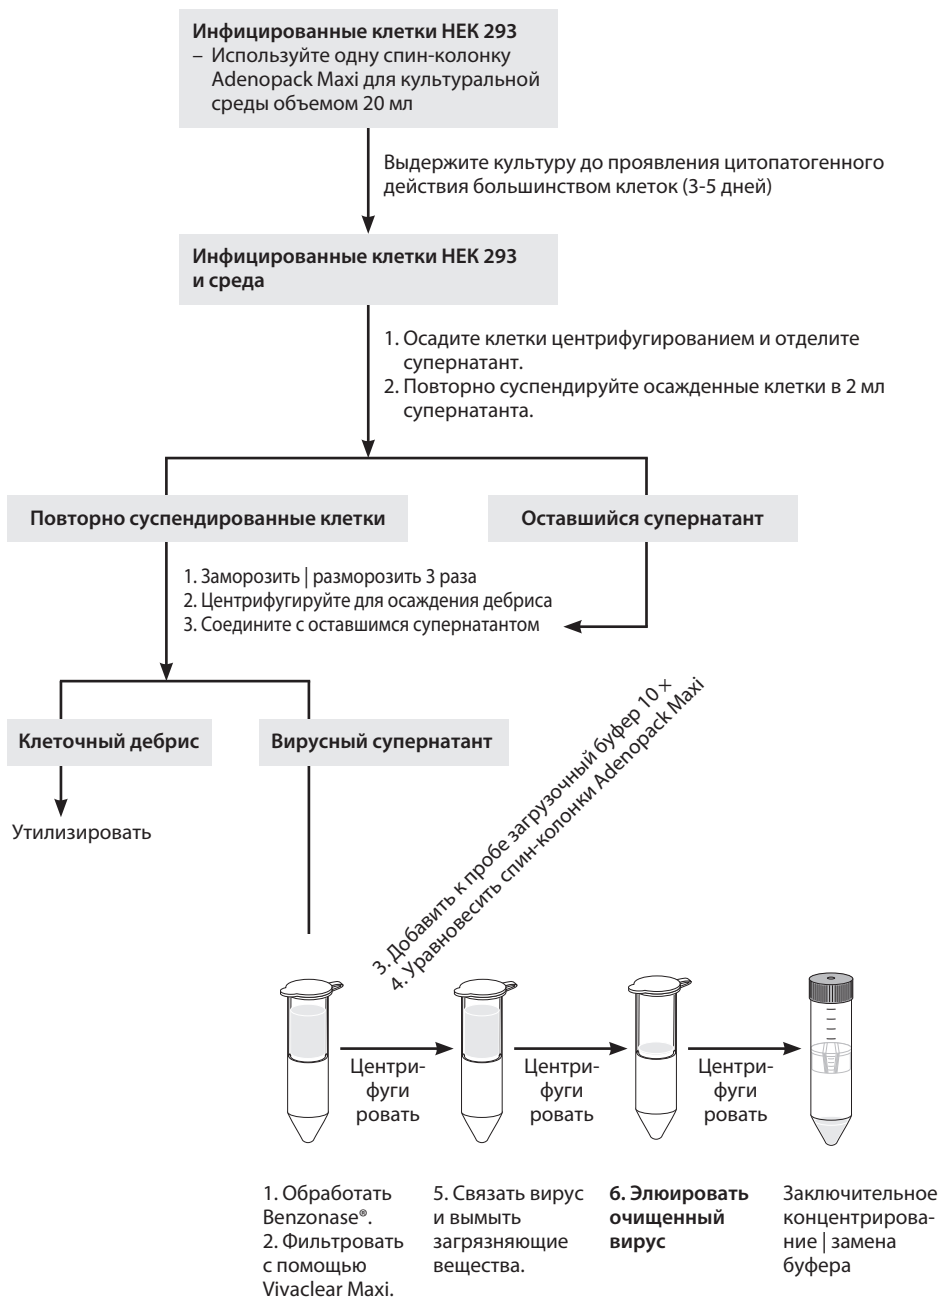 Инфицированные клетки НЕК 293
– Используйте одну спин-колонку
Adenopack Maxi для культуральной
среды объемом 20 мл
Выдержите культуру до проявления цитопатогенного
действия большинством клеток (3-5 дней)
Инфицированные клетки НЕК 293
и среда
1. Осадите клетки центрифугированием и отделите
супернатант.
2. Повторно суспендируйте осажденные клетки в 2 мл
супернатанта.
Повторно суспендированные клетки
Оставшийся супернатант
1. Заморозить | разморозить 3 раза
2. Центрифугируйте для осаждения дебриса
3. Соедините с оставшимся супернатантом
Клеточный дебрис
Вирусный супернатант
Утилизировать
3. Добавить к пробе загрузочный буфер 10 ×
4. Уравновесить спин-колонки Adenopack Maxi
Центри-
фуги
ровать
Центри-
фуги
ровать
Центри-
фуги
ровать
1. Обработать
Benzonase®.
2. Фильтровать
с помощью
Vivaclear Maxi.
5. Связать вирус
и вымыть
загрязняющие
вещества.
6. Элюировать
очищенный
вирус
Заключительное
концентрирова-
ние | замена
буфера